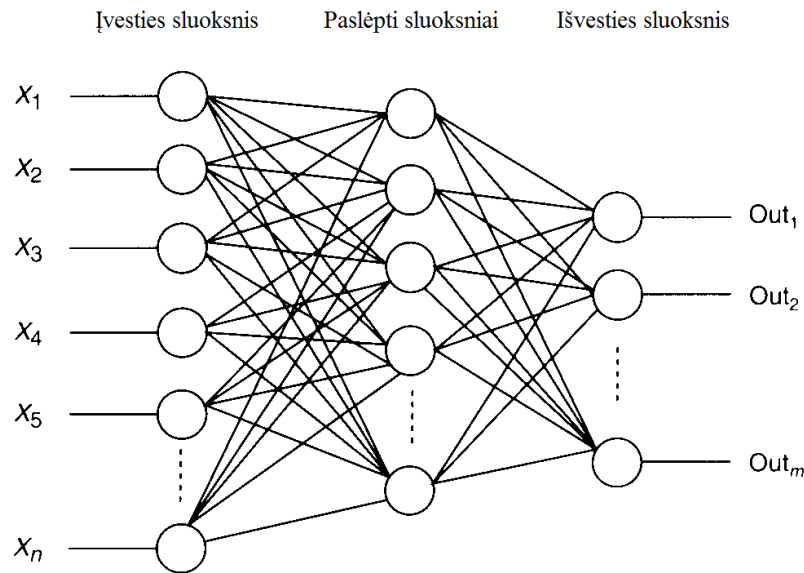 Įvesties sluoksnis Paslėpti sluoksniai Išvesties sluoksnis
X₁
X₂
X₃
X₄
X₅
Xₙ
Out₁
Out₂
Outₘ